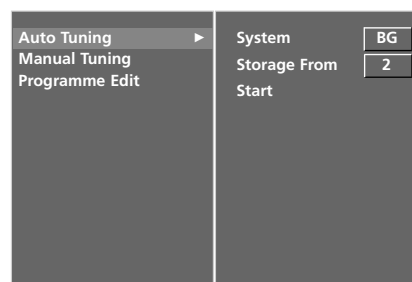 Auto Tuning ►
Manual Tuning
Programme Edit
System BG
Storage From 2
Start